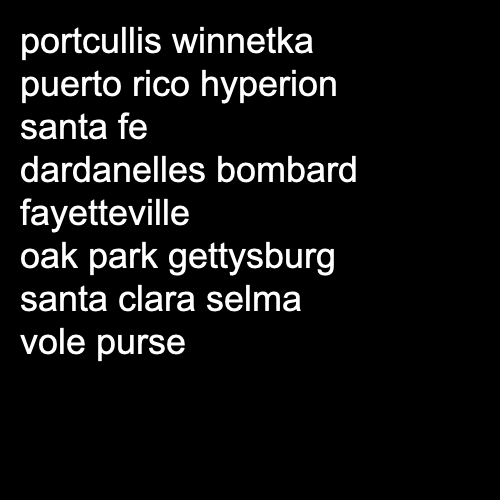 portcullis winnetka
puerto rico hyperion
santa fe
dardanelles bombard
fayetteville
oak park gettysburg
santa clara selma
vole purse